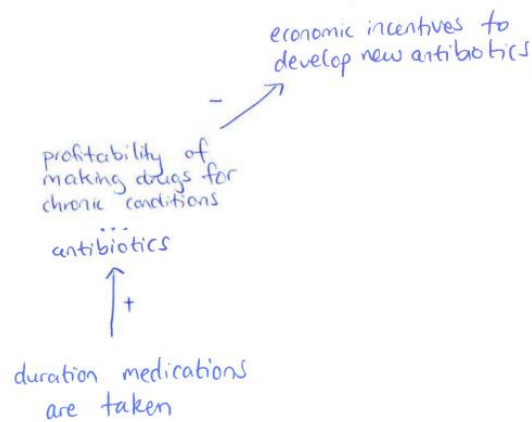 economic incentives to
develop new antibiotics
-
profitability of
making drugs for
chronic conditions
...
antibiotics
+
duration medications
are taken